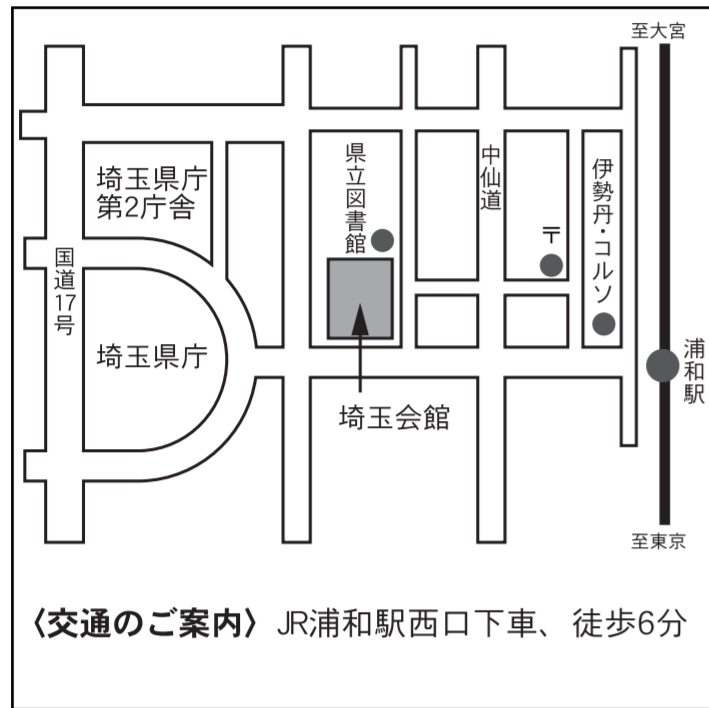 至大宮
埼玉県庁
第2庁舎
県立図書館
中仙道
〒
伊勢丹・コルソ
国道17号
埼玉県庁
浦和駅
埼玉会館
至東京
〈交通のご案内〉JR浦和駅西口下車、徒歩6分